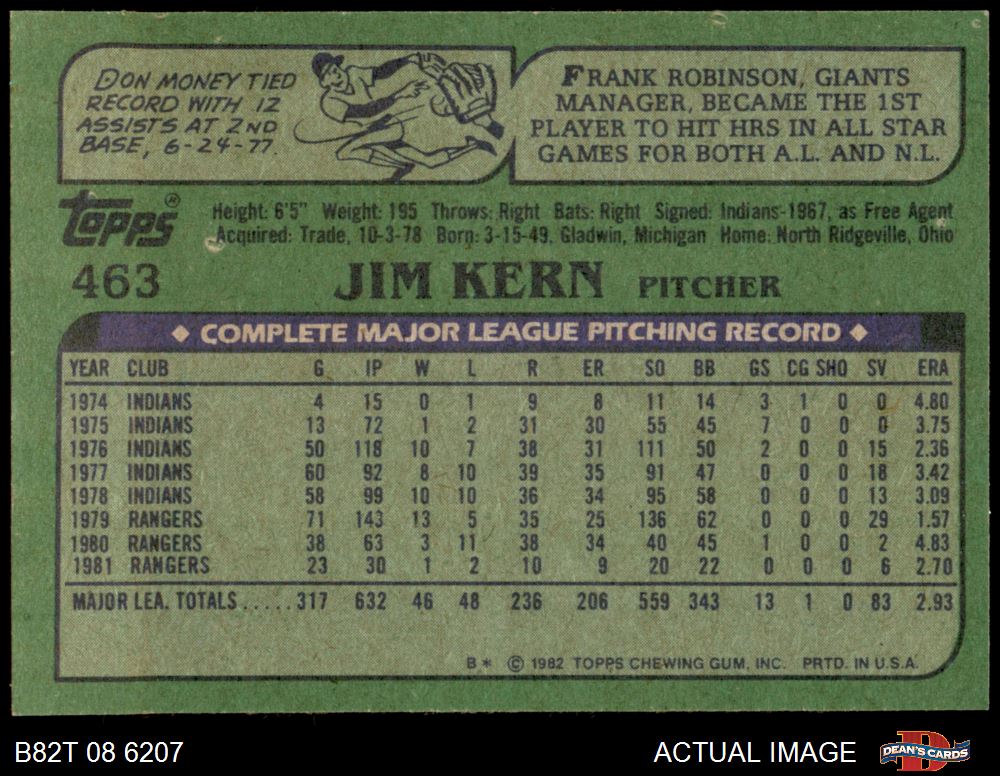 DON MONEY TIED
RECORD WITH 12
ASSISTS AT 2ND
BASE, 6-24-77.
FRANK ROBINSON, GIANTS
MANAGER, BECAME THE 1ST
PLAYER TO HIT HRS IN ALL STAR
GAMES FOR BOTH A.L. AND N.L.
Topps®
Height: 6'5" Weight: 195 Throws: Right Bats: Right Signed: Indians-1967, as Free Agent
Acquired: Trade, 10-3-78 Born: 3-15-49, Gladwin, Michigan Home: North Ridgeville, Ohio
463 JIM KERN PITCHER
◆ COMPLETE MAJOR LEAGUE PITCHING RECORD ◆
YEAR CLUB G IP W L R ER SO BB GS CG SHO SV ERA
1974 INDIANS 4 15 0 1 9 8 11 14 3 1 0 0 4.80
1975 INDIANS 13 72 1 2 31 30 55 45 7 0 0 0 3.75
1976 INDIANS 50 118 10 7 38 31 111 50 2 0 0 15 2.36
1977 INDIANS 60 92 8 10 39 35 91 47 0 0 0 18 3.42
1978 INDIANS 58 99 10 10 36 34 95 58 0 0 0 13 3.09
1979 RANGERS 71 143 13 5 35 25 136 62 0 0 0 29 1.57
1980 RANGERS 38 63 3 11 38 34 40 45 1 0 0 2 4.83
1981 RANGERS 23 30 1 2 10 9 20 22 0 0 0 6 2.70
MAJOR LEA. TOTALS.....317 632 46 48 236 206 559 343 13 1 0 83 2.93
B* © 1982 TOPPS CHEWING GUM, INC. PRTD. IN U.S.A.
B82T 08 6207
ACTUAL IMAGE
D
DEAN'S CARDS